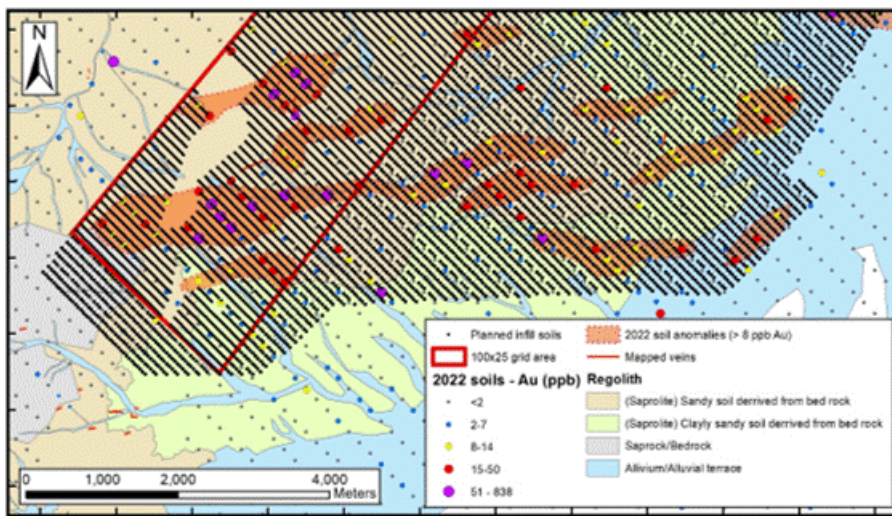 N
Planned infill soils
100x25 grid area
2022 soils - Au (ppb)
<2
2-7
8-14
15-50
51 - 838
2022 soil anomalies (> 8 ppb Au)
Mapped veins
Regolith
(Saprolite) Sandy soil derrived from bed rock
(Saprolite) Clayly sandy soil derrived from bed rock
Saprock/Bedrock
Allivium/Alluvial terrace
0 1,000 2,000 4,000
Meters